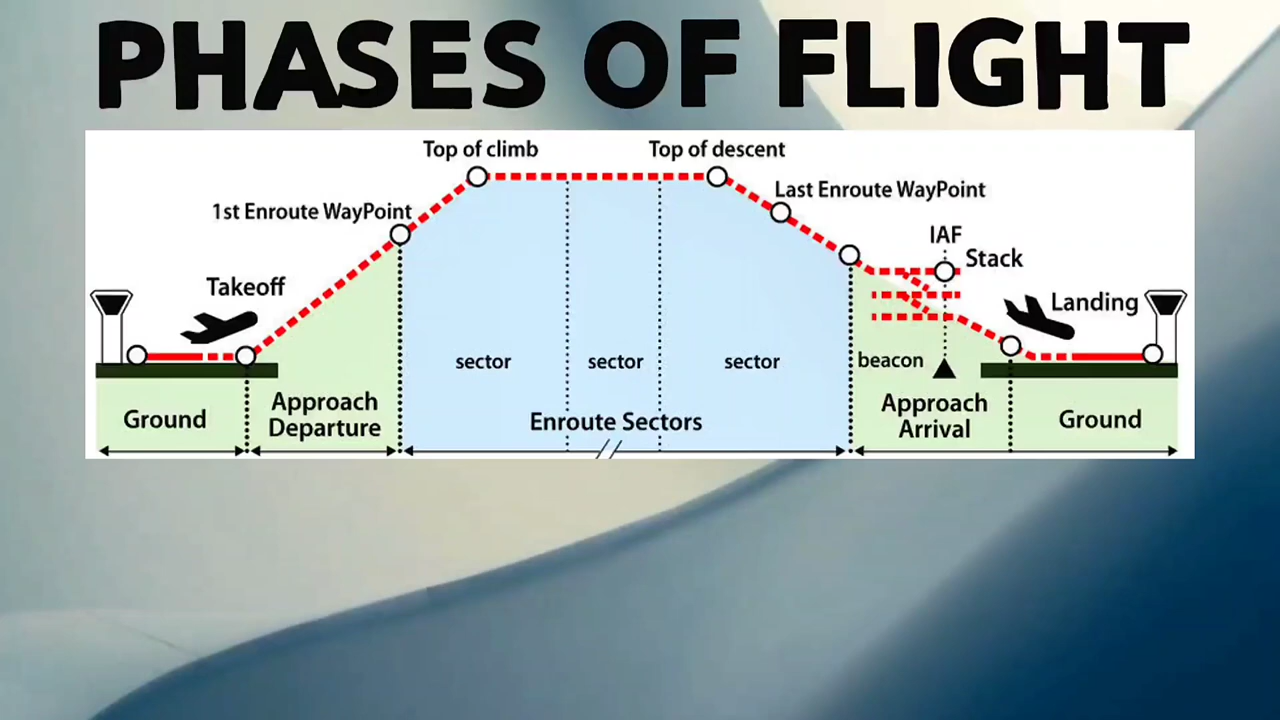 PHASES OF FLIGHT
Top of climb
Top of descent
1st Enroute WayPoint
Last Enroute WayPoint
IAF
Stack
Takeoff
Landing
sector
sector
sector
beacon
Ground
Approach
Departure
Enroute Sectors
Approach
Arrival
Ground